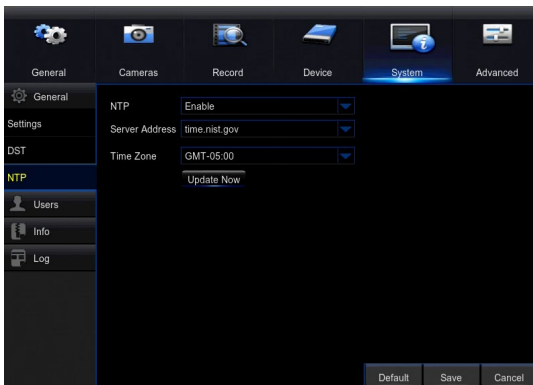 General Cameras Record Device System Advanced
General
Settings
DST
NTP
Users
Info
Log
NTP Enable
Server Address time.nist.gov
Time Zone GMT-05:00
Update Now
Default Save Cancel